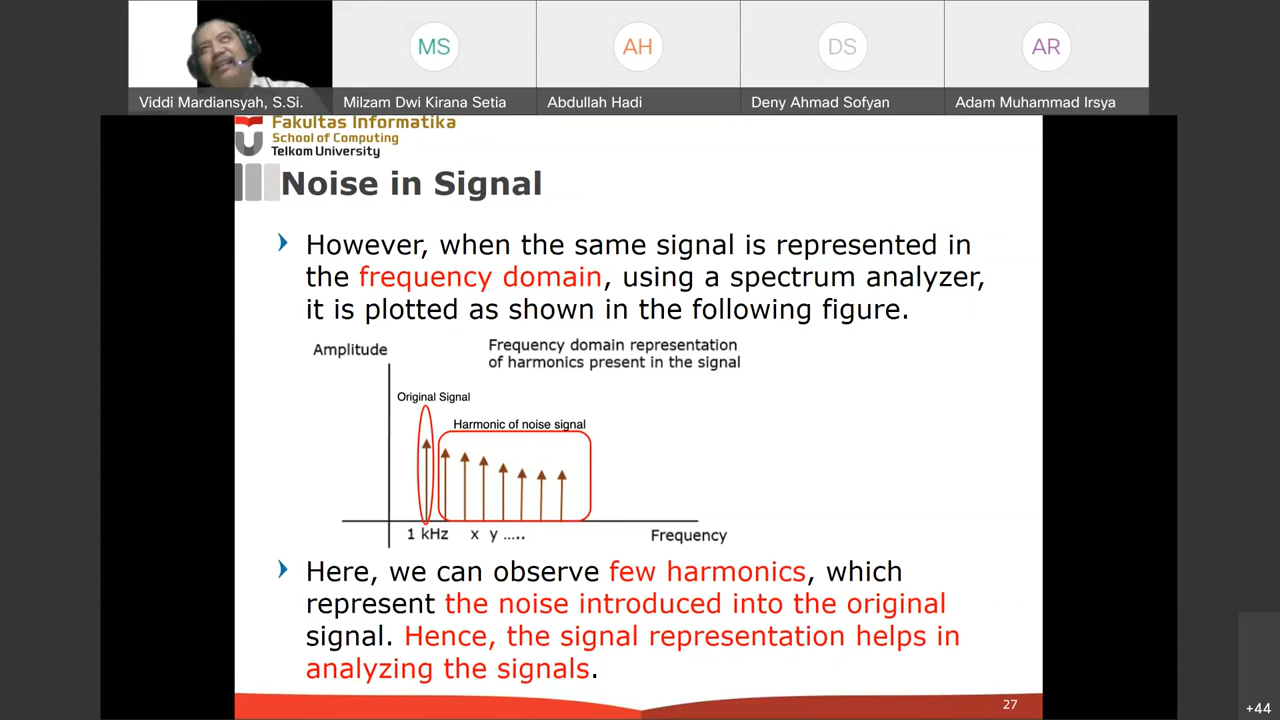 MS
AH
DS
AR
Viddi Mardiansyah, S.Si.
Milzam Dwi Kirana Setia
Abdullah Hadi
Deny Ahmad Sofyan
Adam Muhammad Irsya
Fakultas Informatika
School of Computing
Telkom University
Noise in Signal
However, when the same signal is represented in
the frequency domain, using a spectrum analyzer,
it is plotted as shown in the following figure.
Amplitude
Frequency domain representation
of harmonics present in the signal
Original Signal
Harmonic of noise signal
1 kHz x y .....
Frequency
Here, we can observe few harmonics, which
represent the noise introduced into the original
signal. Hence, the signal representation helps in
analyzing the signals.
27
+44